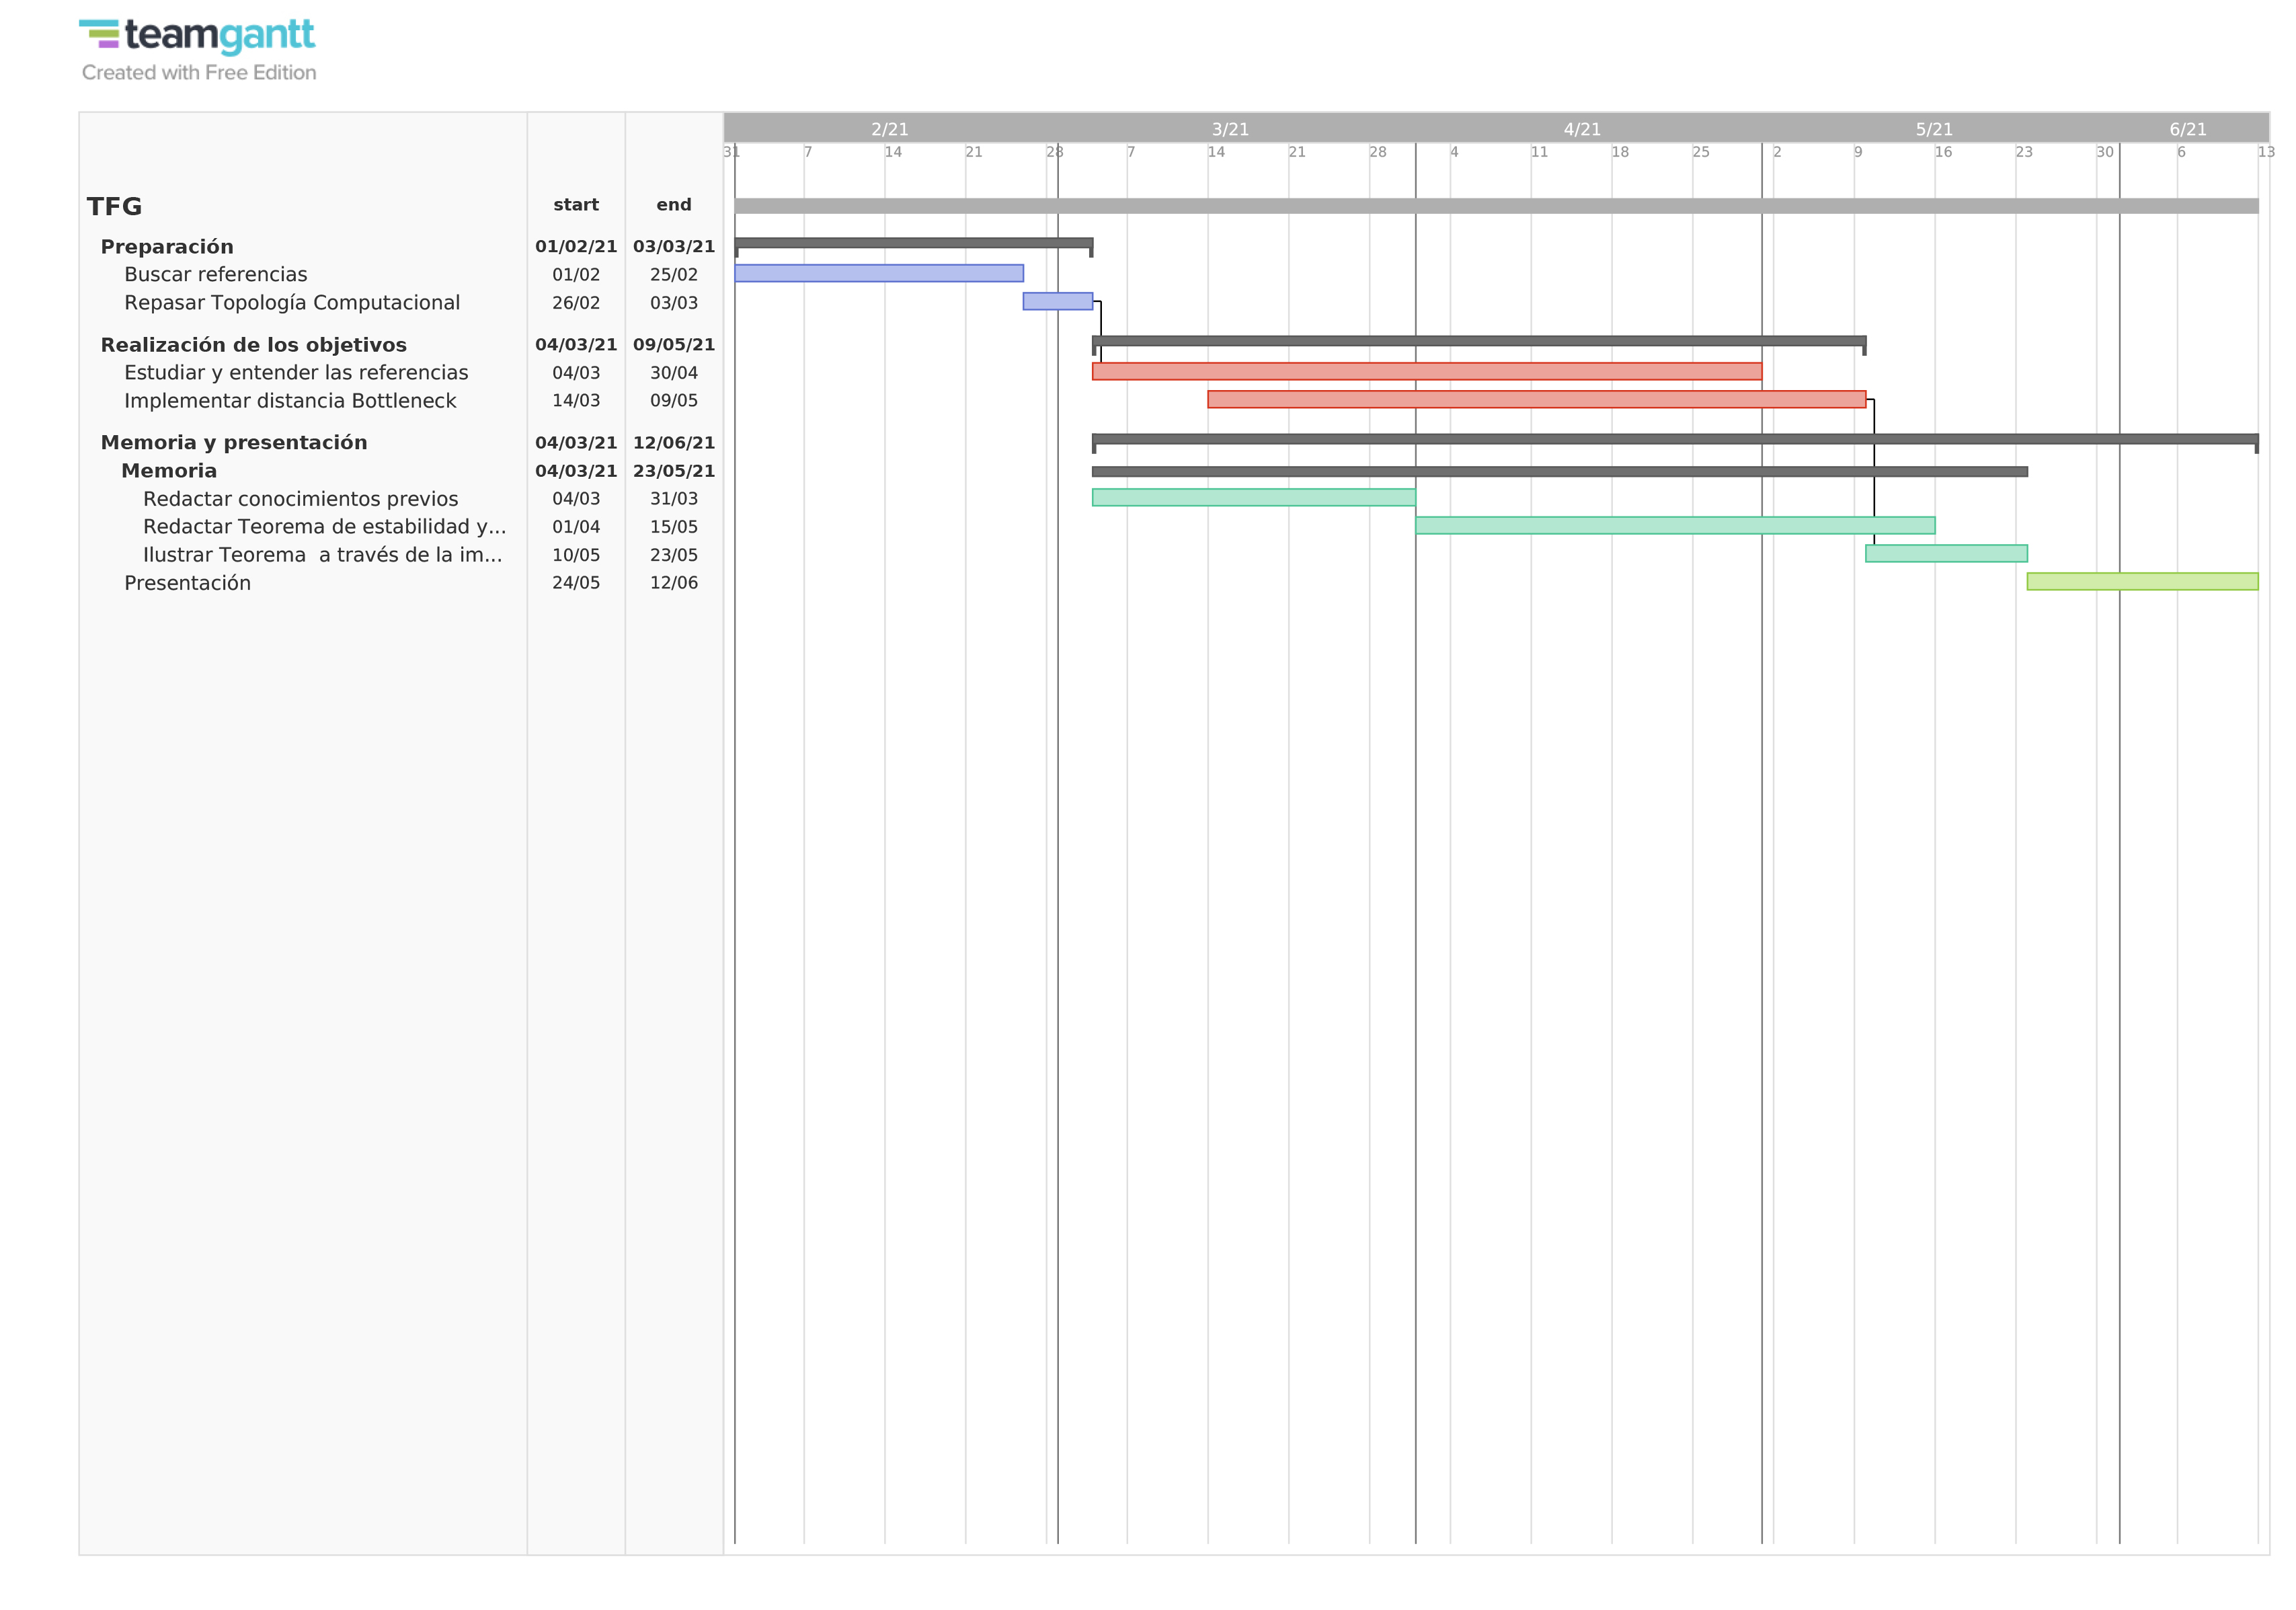 teamgantt
Created with Free Edition
2/21 3/21 4/21 5/21 6/21
31 7 14 21 28 7 14 21 28 4 11 18 25 2 9 16 23 30 6 13
TFG start end
Preparación 01/02/21 03/03/21
Buscar referencias 01/02 25/02
Repasar Topología Computacional 26/02 03/03
Realización de los objetivos 04/03/21 09/05/21
Estudiar y entender las referencias 04/03 30/04
Implementar distancia Bottleneck 14/03 09/05
Memoria y presentación 04/03/21 12/06/21
Memoria 04/03/21 23/05/21
Redactar conocimientos previos 04/03 31/03
Redactar Teorema de estabilidad y... 01/04 15/05
Ilustrar Teorema  a través de la im... 10/05 23/05
Presentación 24/05 12/06